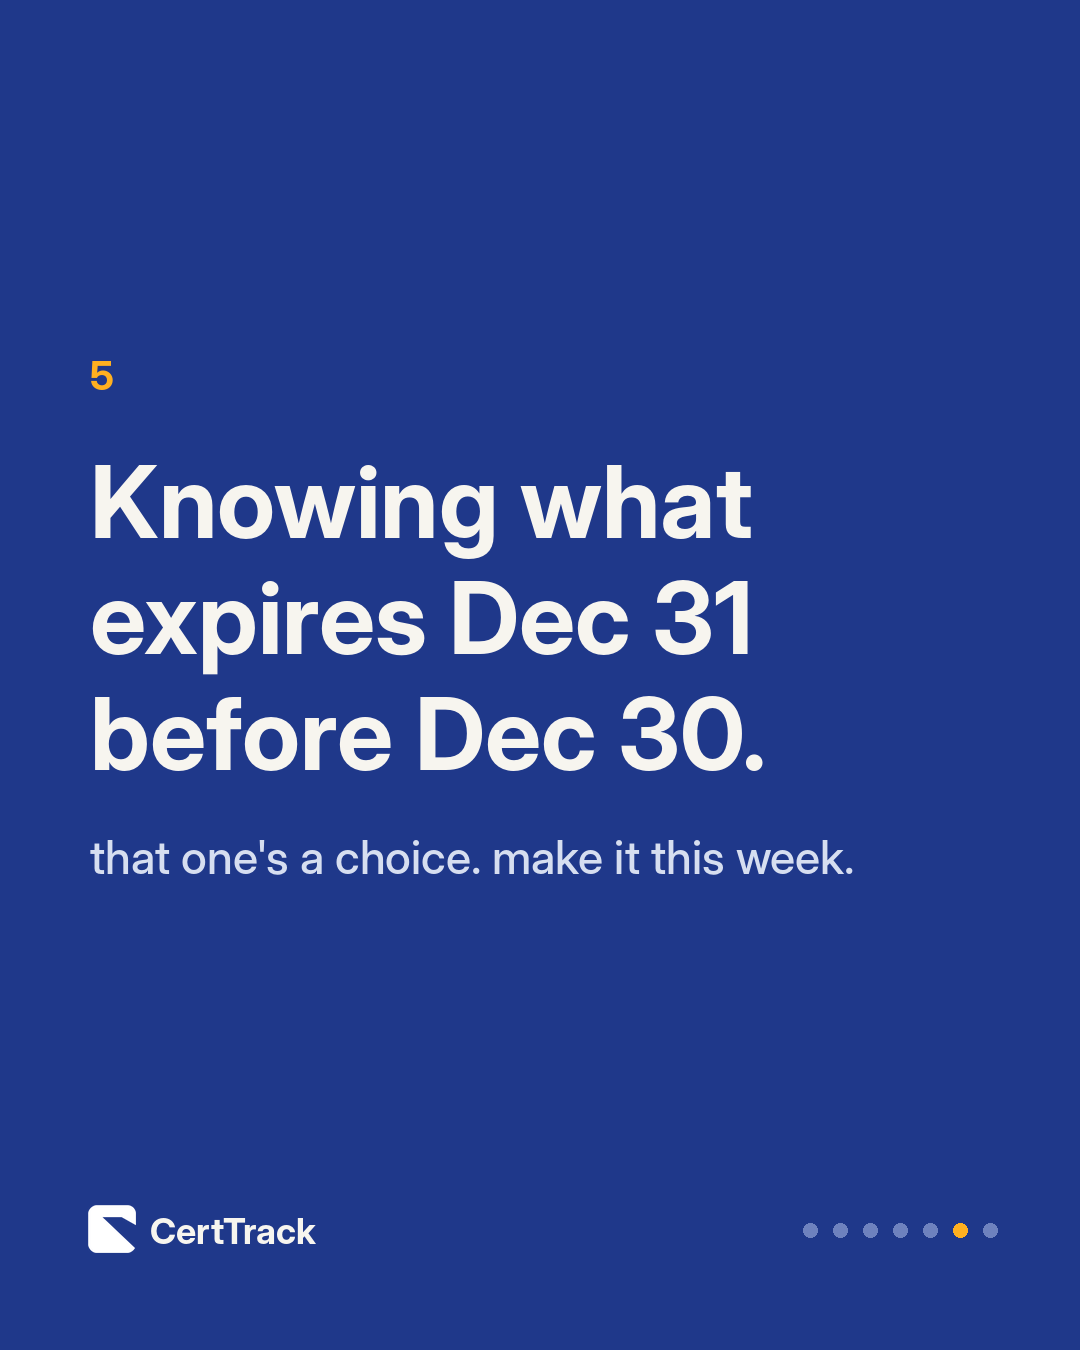 5
Knowing what
expires Dec 31
before Dec 30.
that one's a choice. make it this week.
CertTrack